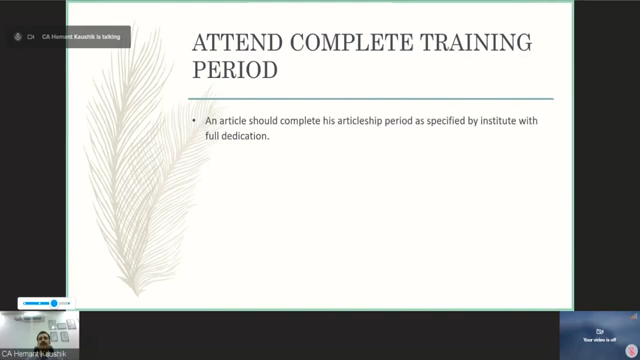 CA Hemant Kaushik is talking
ATTEND COMPLETE TRAINING
PERIOD
• An article should complete his articleship period as specified by institute with
full dedication.
CA Hemant Kaushik
Your video is off